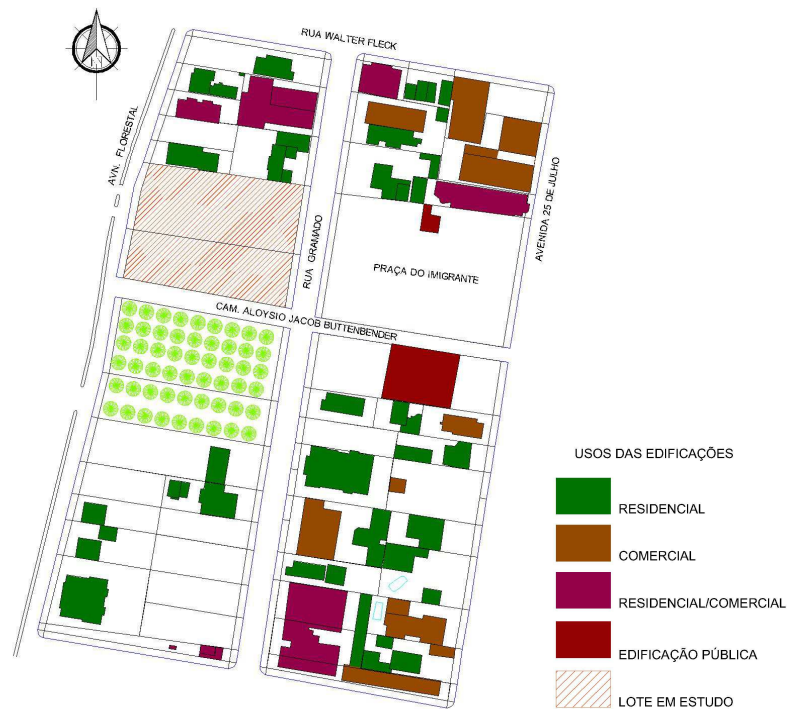 RUA WALTER FLECK
AVN. FLORESTAL
AVENIDA 25 DE JULHO
RUA GRAMADO
PRAÇA DO IMIGRANTE
CAM. ALOYSIO JACOB BUTTENBENDER
USOS DAS EDIFICAÇÕES
RESIDENCIAL
COMERCIAL
RESIDENCIAL/COMERCIAL
EDIFICAÇÃO PÚBLICA
LOTE EM ESTUDO